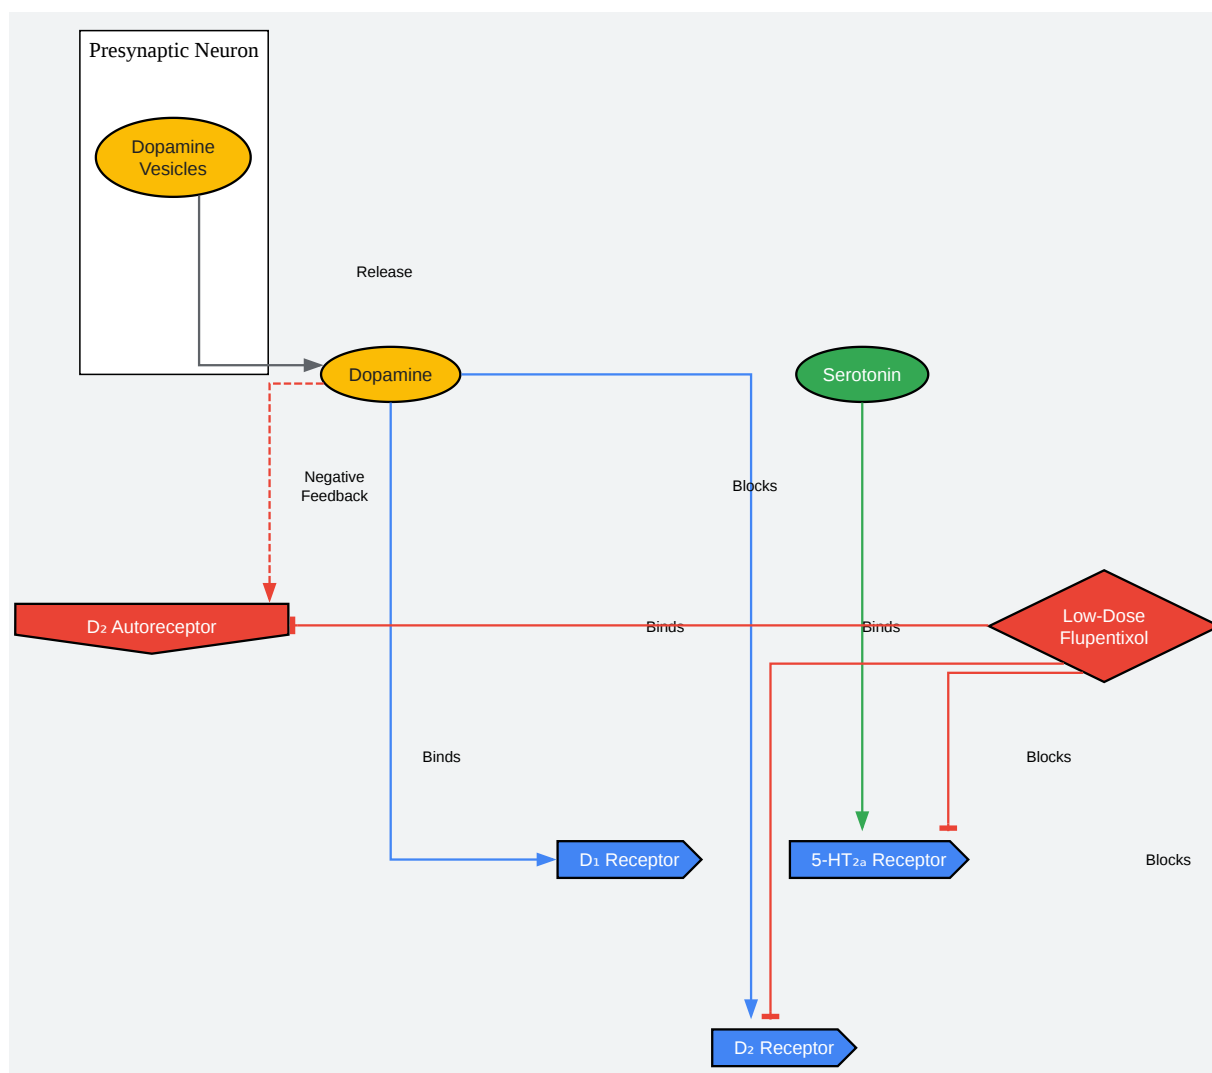 Presynaptic Neuron
Dopamine
Vesicles
Release
Dopamine
Serotonin
Negative
Feedback
Blocks
D₂ Autoreceptor
Binds
Binds
Low-Dose
Flupentixol
Binds
Blocks
D₁ Receptor
5-HT₂ₐ Receptor
Blocks
D₂ Receptor